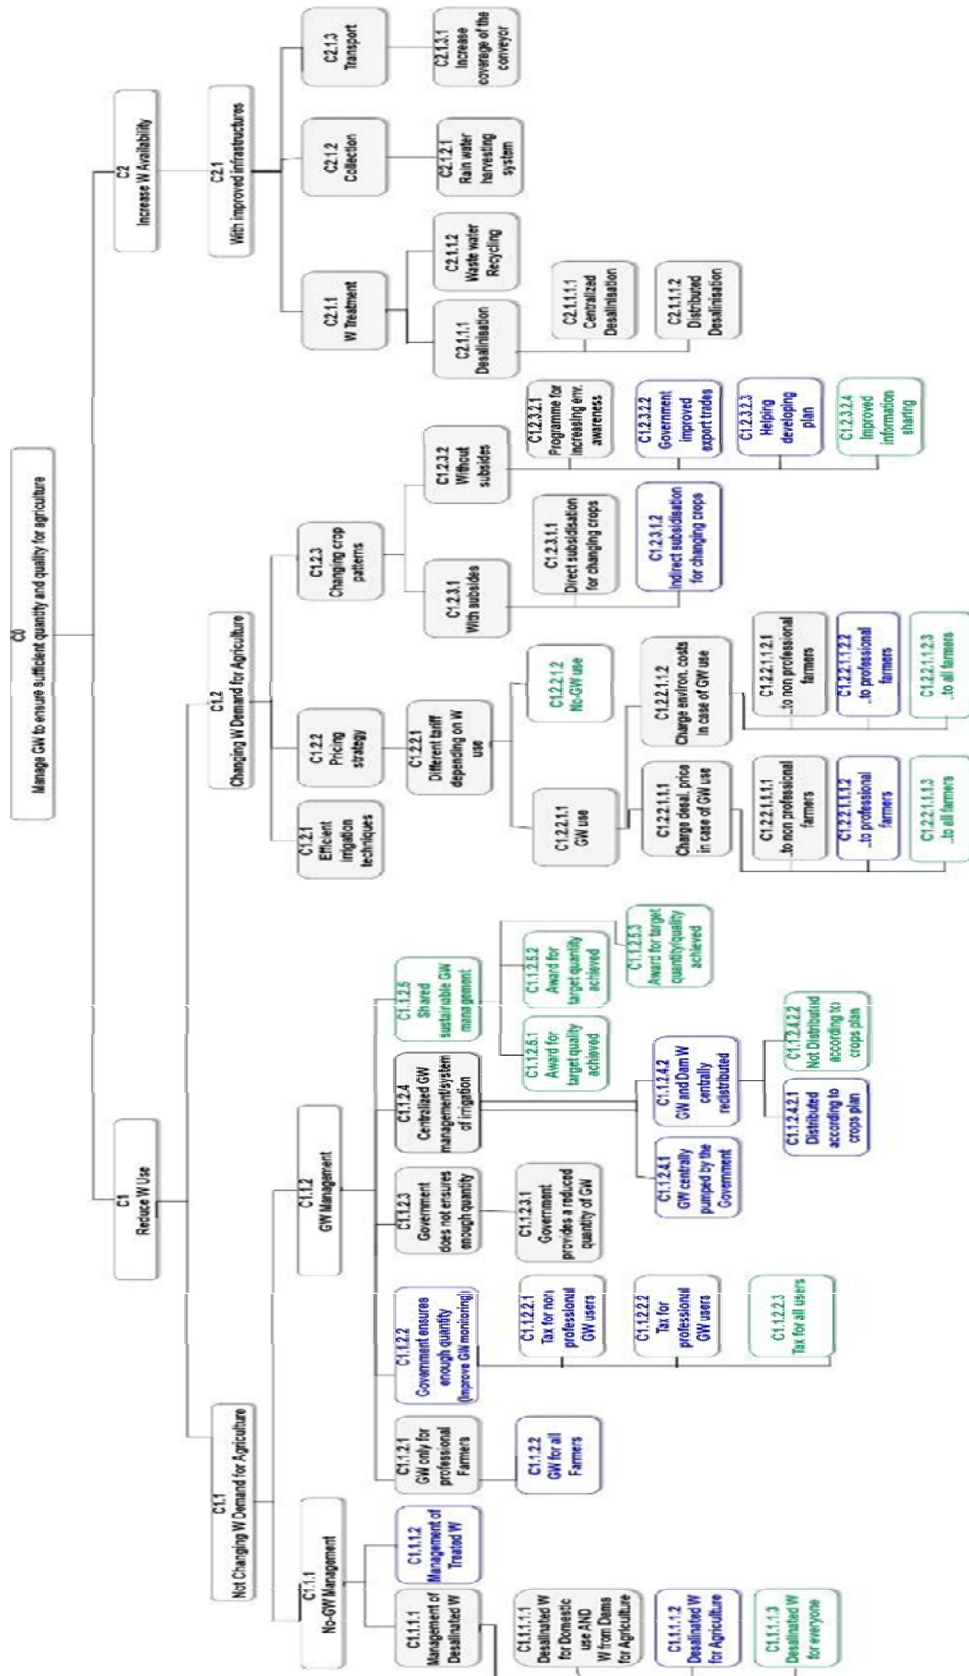 C0
Manage GW to ensure sufficient quantity and quality for agriculture
C1
Reduce W Use
C2
Increase W Availability
C1.1
Not Changing W Demand for Agriculture
C1.2
Changing W Demand for Agriculture
C2.1
With improved infrastructures
C1.1.1
No-GW Management
C1.1.2
GW Management
C1.2.1
Efficient
irrigation
techniques
C1.2.2
Pricing
strategy
C1.2.3
Changing crop
patterns
C2.1.1
W Treatment
C2.1.2
Collection
C2.1.3
Transport
C1.1.1.1
Management of
Desalinated W
C1.1.1.2
Management of
Treated W
C1.1.2.1
GW only for
professional
Farmers
C1.1.2.2
Government ensures
enough quantity
(Improve GW monitoring)
C1.1.2.3
Government
does not ensures
enough quantity
C1.1.2.4
Centralized GW
management/system
of irrigation
C1.1.2.5
Shared
sustainable GW
management
C1.2.2.1
Different tariff
depending on W
use
C1.2.3.1
With subsides
C1.2.3.2
Without
subsides
C2.1.1.1
Desalinisation
C2.1.1.2
Waste water
Recycling
C2.1.2.1
Rain water
harvesting
system
C2.1.3.1
Increase
coverage of the
conveyor
C1.1.1.1.1
Desalinated W
for Domestic
use AND
W from Dams
for Agriculture
C1.1.1.1.2
Desalinated W
for Agriculture
C1.1.1.1.3
Desalinated W
for everyone
C1.1.2.2
GW for all
Farmers
C1.1.2.2.1
Tax for non
professional
GW users
C1.1.2.2.2
Tax for
professional
GW users
C1.1.2.2.3
Tax for all users
C1.1.2.3.1
Government
provides a reduced
quantity of GW
C1.1.2.4.1
GW centrally
pumped by the
Government
C1.1.2.4.2
GW and Dam W
centrally
redistributed
C1.1.2.4.2.1
Distributed
according to
crops plan
C1.1.2.4.2.2
Not Distributed
according to
crops plan
C1.1.2.5.1
Award for
target quality
achieved
C1.1.2.5.2
Award for
target quantity
achieved
C1.1.2.5.3
Award for target
quantity/quality
achieved
C1.2.2.1.1
GW use
C1.2.2.1.2
No-GW use
C1.2.2.1.1.1
Charge desal. price
in case of GW use
C1.2.2.1.1.2
Charge environ. costs
in case of GW use
C1.2.2.1.1.1.1
..to non professional
farmers
C1.2.2.1.1.1.2
..to professional
farmers
C1.2.2.1.1.1.3
..to all farmers
C1.2.2.1.1.2.1
..to non professional
farmers
C1.2.2.1.1.2.2
..to professional
farmers
C1.2.2.1.1.2.3
..to all farmers
C1.2.3.1.1
Direct subsidisation
for changing crops
C1.2.3.1.2
Indirect subsidisation
for changing crops
C1.2.3.2.1
Programme for
increasing env.
awareness
C1.2.3.2.2
Government
improved
export trades
C1.2.3.2.3
Helping
developing
plan
C1.2.3.2.4
Improved
information
sharing
C2.1.1.1.1
Centralized
Desalinisation
C2.1.1.1.2
Distributed
Desalinisation